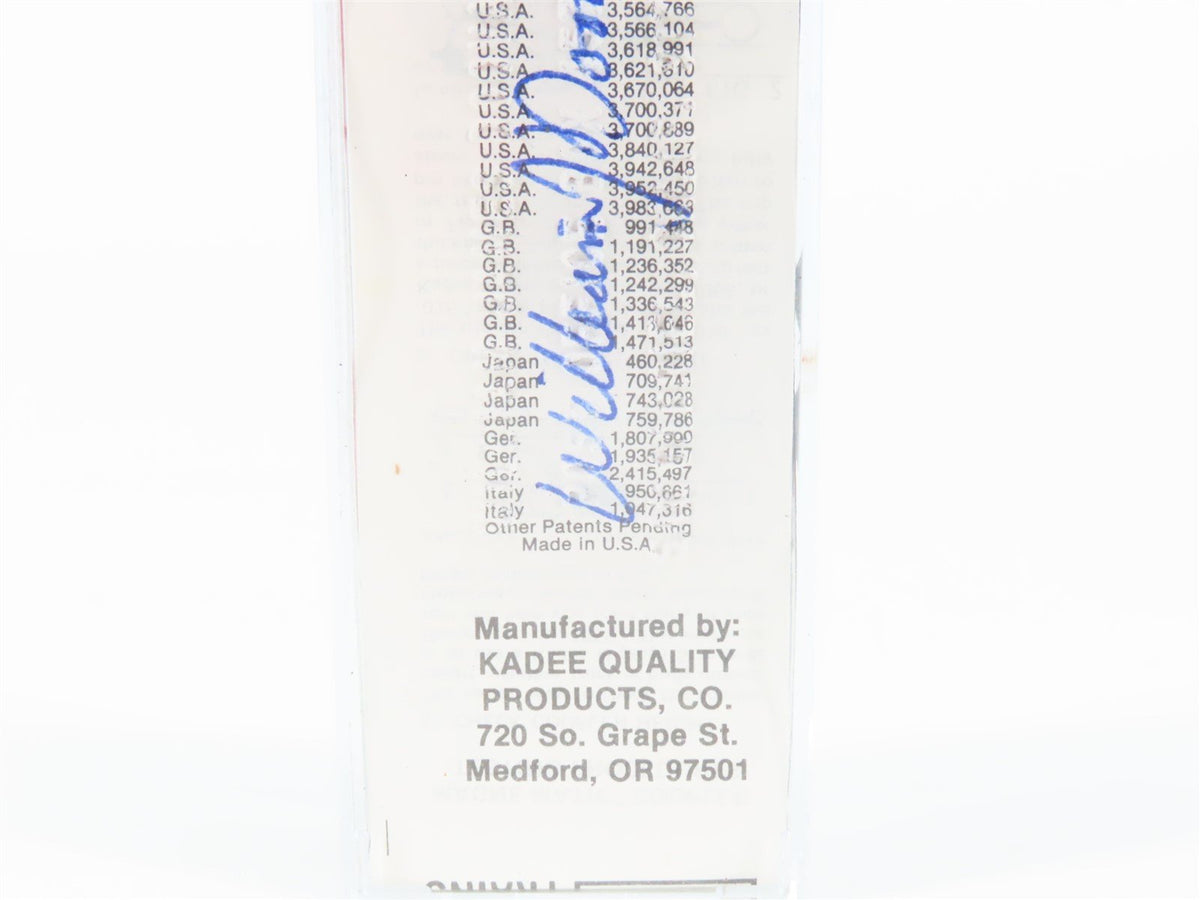 U.S.A. 3,564,766
U.S.A. 3,566,104
U.S.A. 3,618,991
U.S.A. 3,621,610
U.S.A. 3,670,064
U.S.A. 3,700,371
U.S.A. 3,700,889
U.S.A. 3,840,127
U.S.A. 3,942,648
U.S.A. 3,952,450
U.S.A. 3,983,663
G.B. 991,448
G.B. 1,191,227
G.B. 1,236,352
G.B. 1,242,299
G.B. 1,336,543
G.B. 1,413,646
G.B. 1,471,513
Japan 460,228
Japan 709,741
Japan 743,028
Japan 759,786
Ger.
Ger. 1,935,157
Ger. 2,415,497
Italy 950,661
Italy 1,047,316
Other Patents Pending
Made in U.S.A.
William J
Manufactured by:
KADEE QUALITY
PRODUCTS, CO.
720 So. Grape St.
Medford, OR 97501